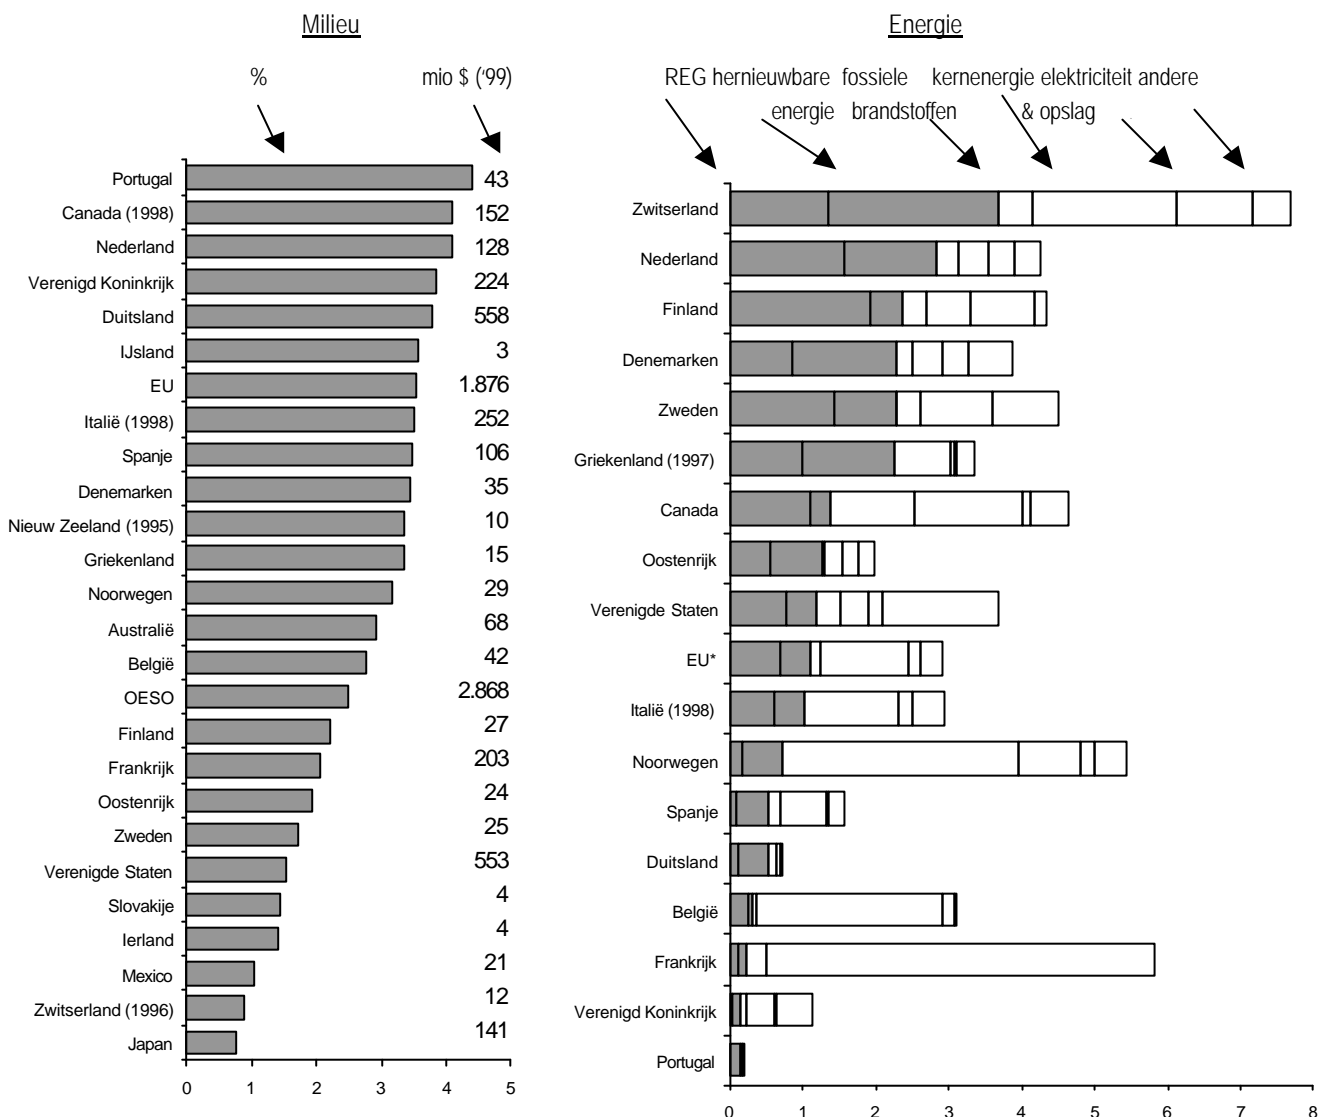 Milieu
% mio $ ('99)
Portugal 43
Canada (1998) 152
Nederland 128
Verenigd Koninkrijk 224
Duitsland 558
IJsland 3
EU 1.876
Italië (1998) 252
Spanje 106
Denemarken 35
Nieuw Zeeland (1995) 10
Griekenland 15
Noorwegen 29
Australië 68
België 42
OESO 2.868
Finland 27
Frankrijk 203
Oostenrijk 24
Zweden 25
Verenigde Staten 553
Slovakije 4
Ierland 4
Mexico 21
Zwitserland (1996) 12
Japan 141
0 1 2 3 4 5
Energie
REG hernieuwbare fossiele kernenergie elektriciteit andere
energie brandstoffen & opslag
Zwitserland
Nederland
Finland
Denemarken
Zweden
Griekenland (1997)
Canada
Oostenrijk
Verenigde Staten
EU*
Italië (1998)
Noorwegen
Spanje
Duitsland
België
Frankrijk
Verenigd Koninkrijk
Portugal
0 1 2 3 4 5 6 7 8